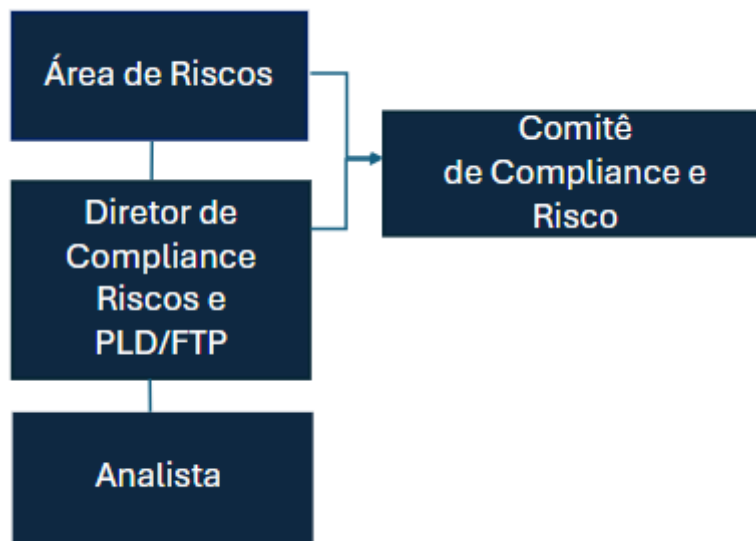 Área de Riscos
Comitê
de Compliance e
Risco
Diretor de
Compliance
Riscos e
PLD/FTP
Analista